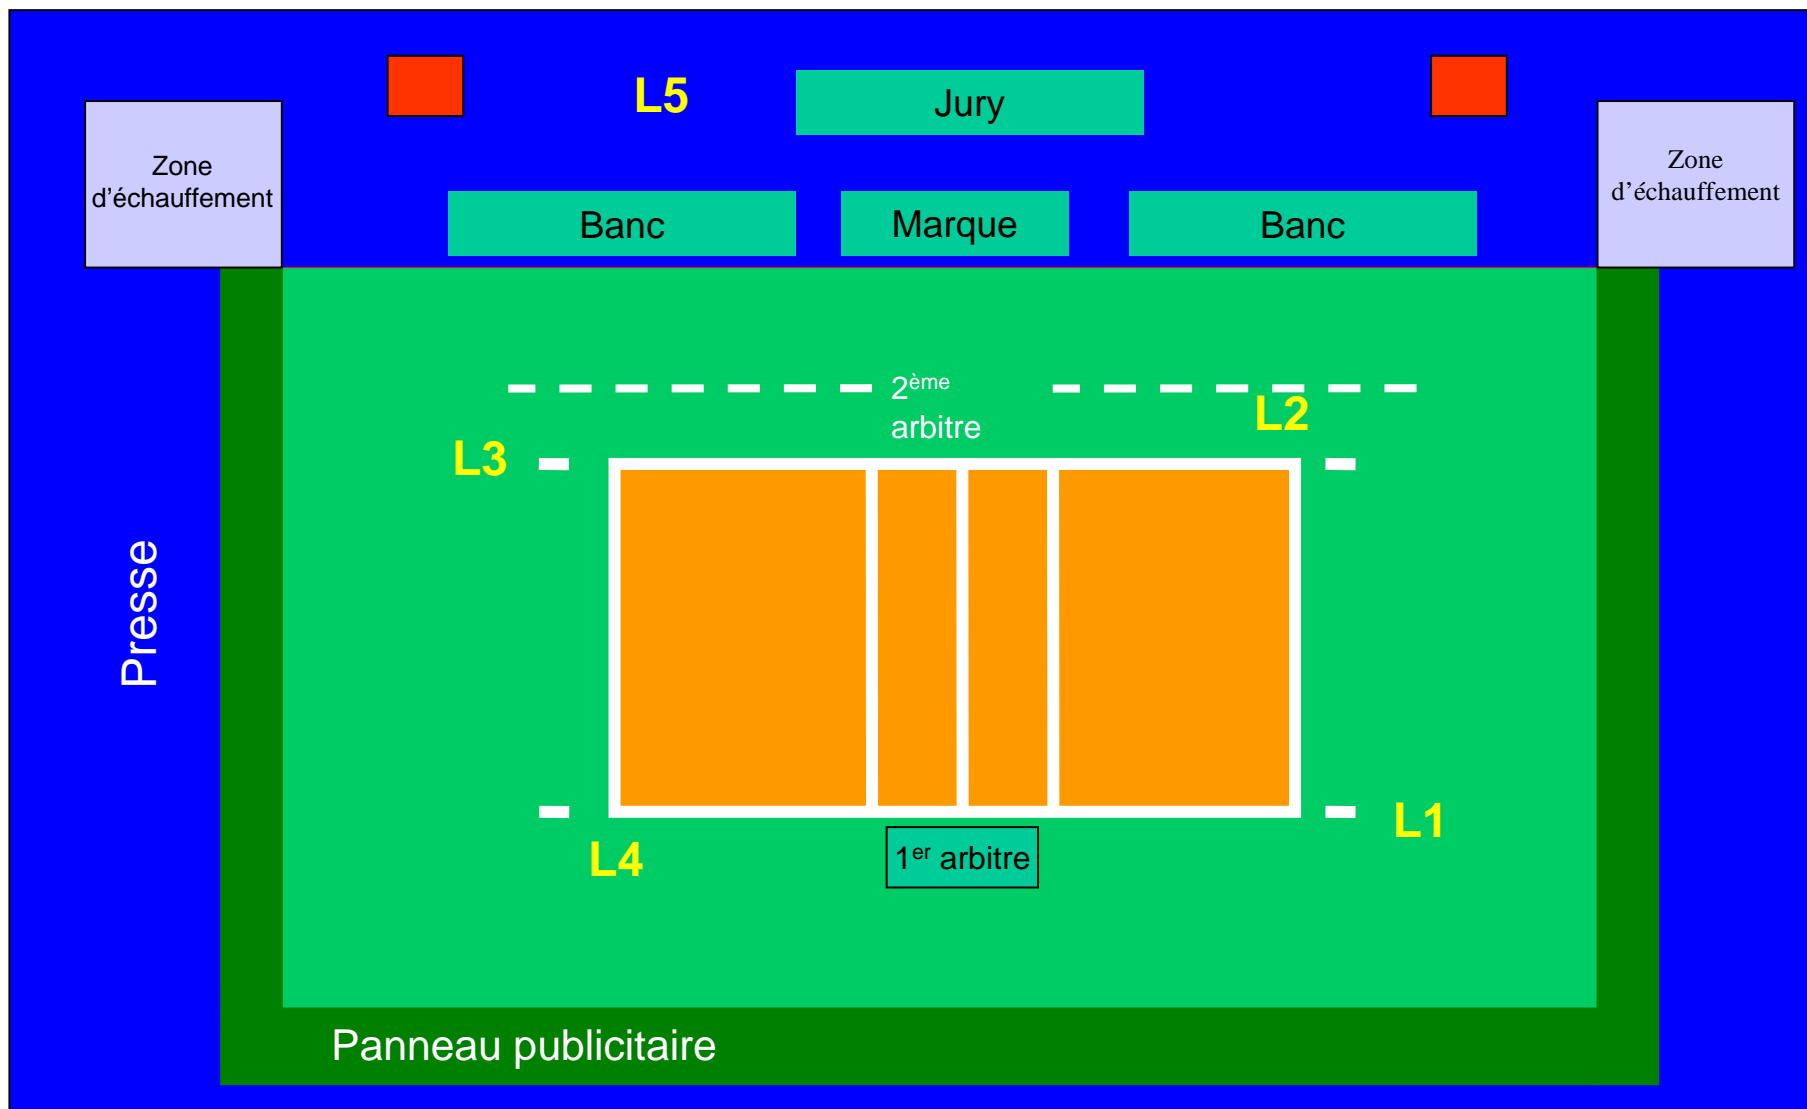 L5
Jury
Zone
d’échauffement
Zone
d’échauffement
Banc
Marque
Banc
2ème
arbitre
L2
L3
Presse
L1
L4
1er arbitre
Panneau publicitaire